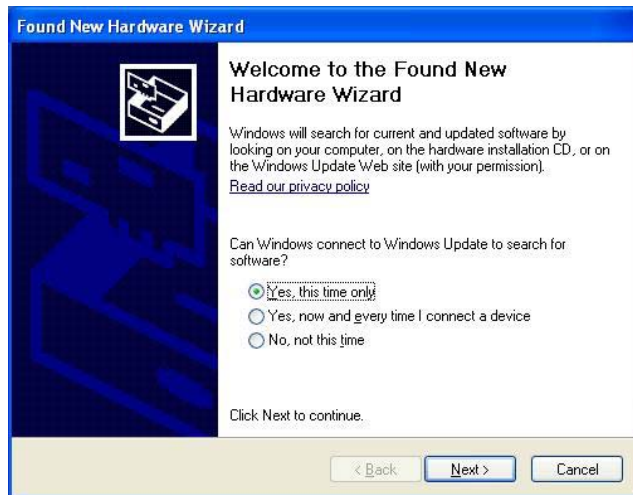 Found New Hardware Wizard
Welcome to the Found New
Hardware Wizard
Windows will search for current and updated software by
looking on your computer, on the hardware installation CD, or on
the Windows Update Web site (with your permission).
Read our privacy policy
Can Windows connect to Windows Update to search for
software?
Yes, this time only
Yes, now and every time I connect a device
No, not this time
Click Next to continue.
< Back Next > Cancel